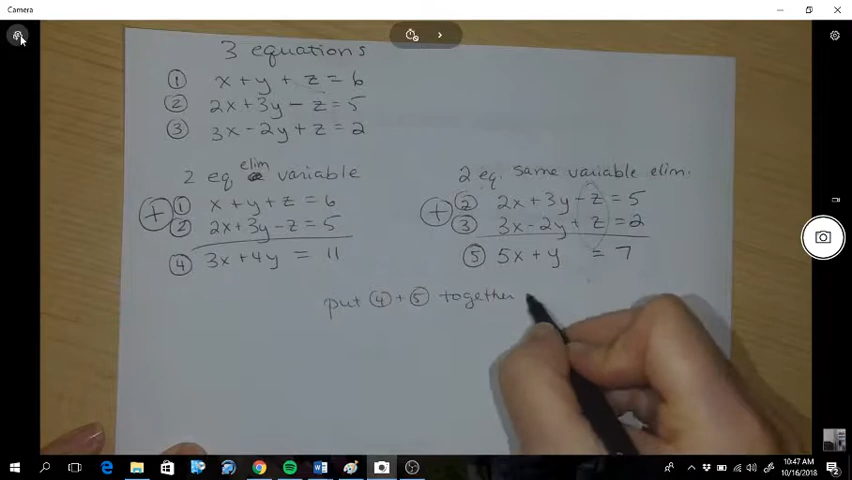 Camera
3 equations
① x + y + z = 6
② 2x + 3y - z = 5
③ 3x - 2y + z = 2
2 eq elim variable
+ ① x + y + z = 6
② 2x + 3y - z = 5
④ 3x + 4y = 11
2 eq. same variable elim.
+ ② 2x + 3y - z = 5
③ 3x - 2y + z = 2
⑤ 5x + y = 7
put ④ + ⑤ together
10:47 AM
10/16/2018